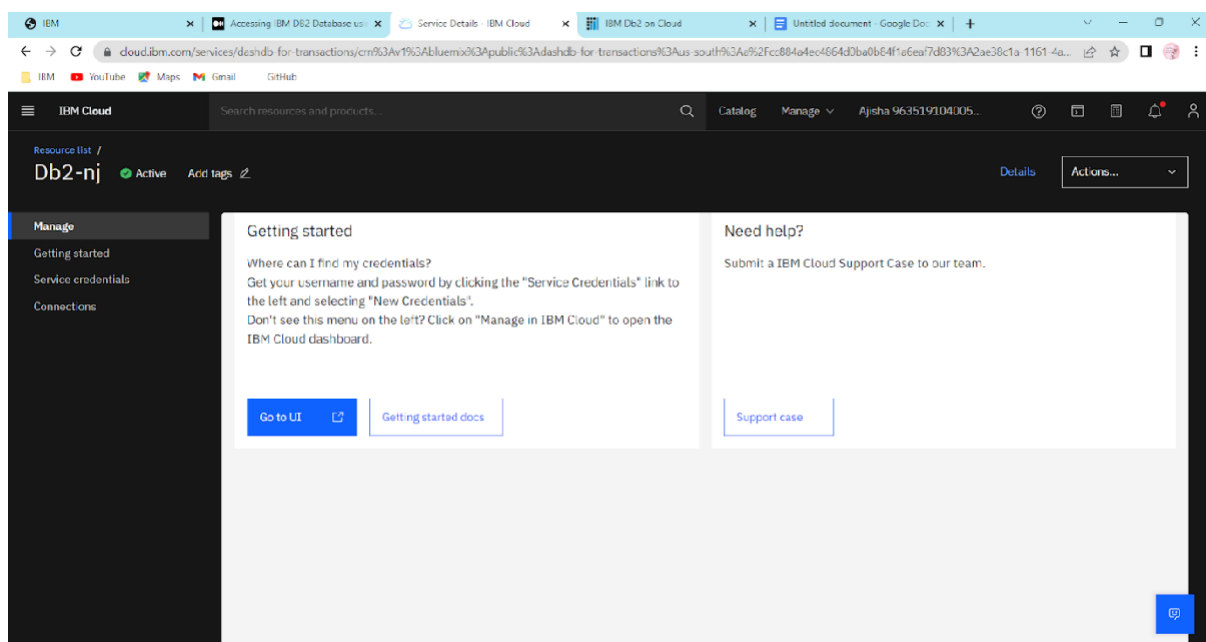 IBM
Accessing IBM DB2 Database usi
Service Details - IBM Cloud
IBM Db2 on Cloud
Untitled document - Google Doc
IBM
YouTube
Maps
Gmail
GitHub
IBM Cloud
Search resources and products...
Catalog
Manage
Ajisha 963519104005...
Resource list /
Db2-nj
Active
Add tags
Details
Actions...
Manage
Getting started
Service credentials
Connections
Getting started
Where can I find my credentials?
Get your username and password by clicking the "Service Credentials" link to
the left and selecting "New Credentials".
Don't see this menu on the left? Click on "Manage in IBM Cloud" to open the
IBM Cloud dashboard.
Go to UI
Getting started docs
Need help?
Submit a IBM Cloud Support Case to our team.
Support case